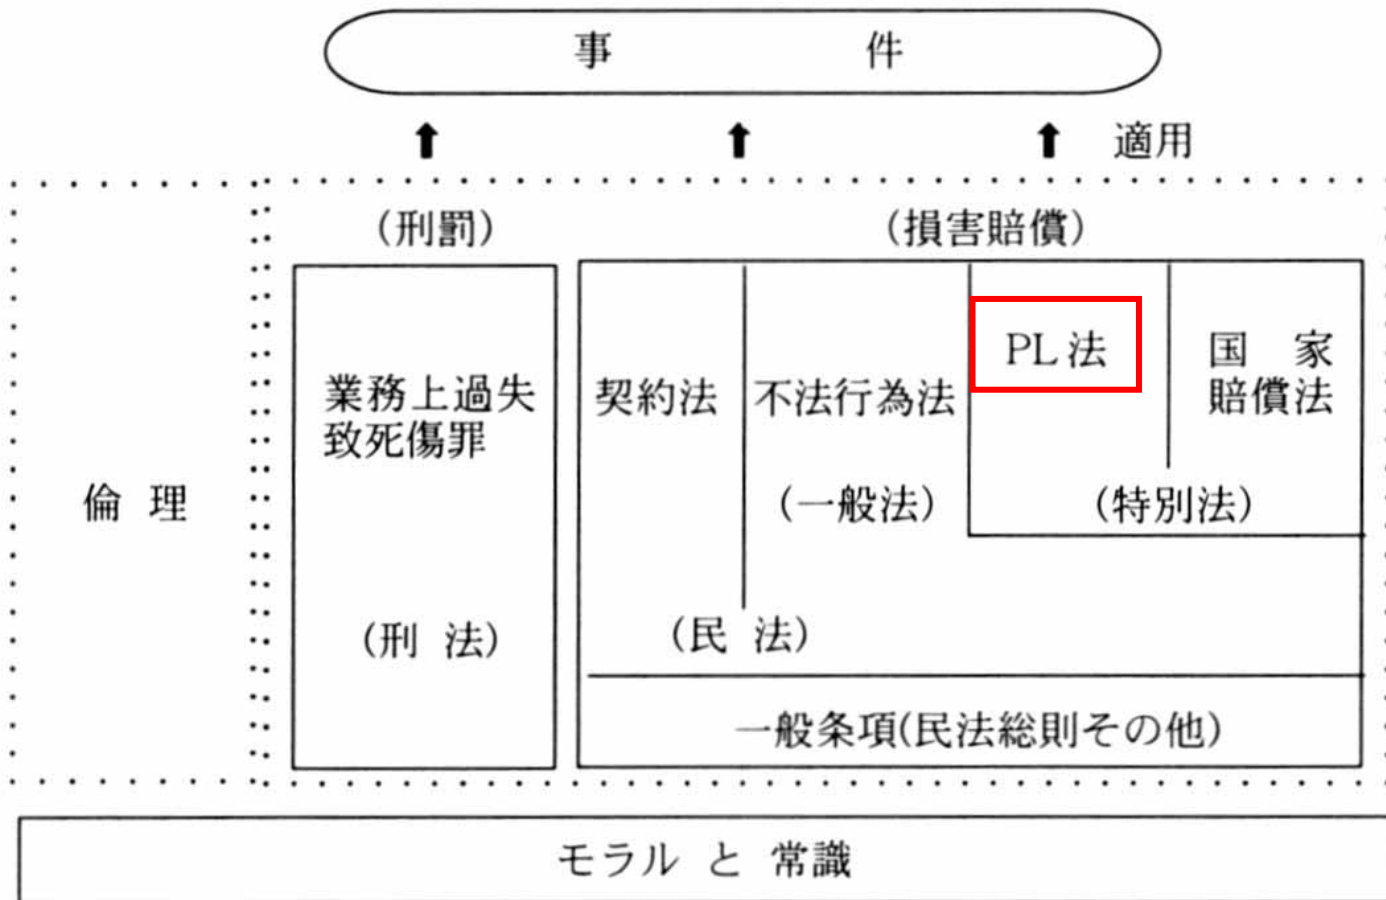 事 件
適用
(刑罰)
(損害賠償)
業務上過失
致死傷罪
(刑 法)
契約法
不法行為法
(一般法)
PL法
国 家
賠償法
(特別法)
(民 法)
一般条項(民法総則その他)
倫 理
モラル と 常識